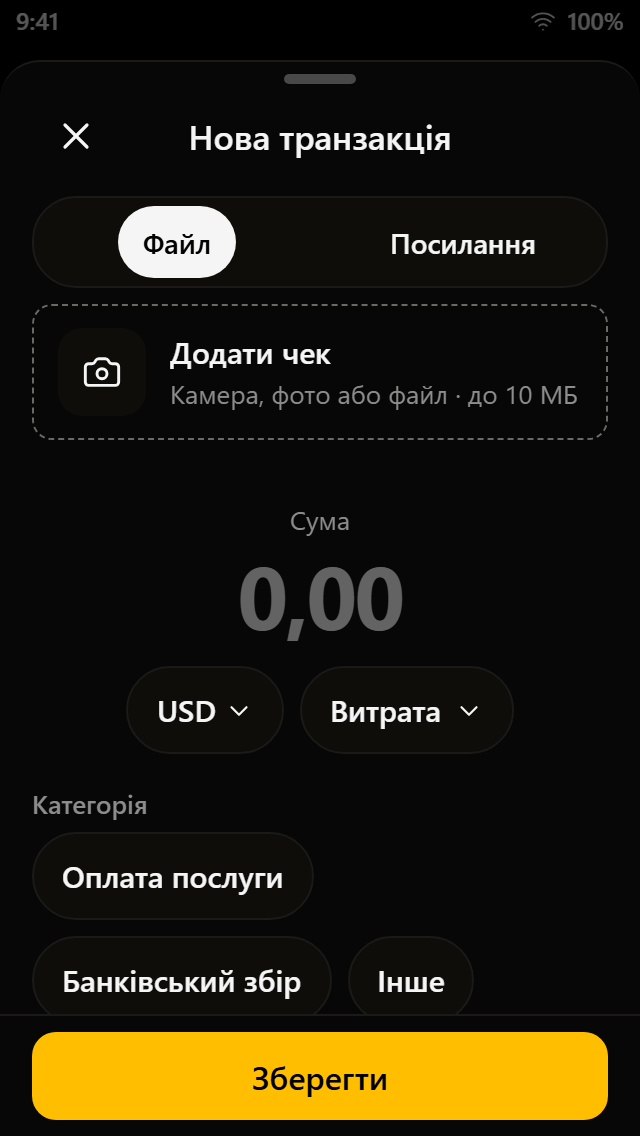 9:41 100%
Нова транзакція
Файл Посилання
Додати чек
Камера, фото або файл · до 10 МБ
Сума
0,00
USD Витрата
Категорія
Оплата послуги
Банківський збір Інше
Зберегти